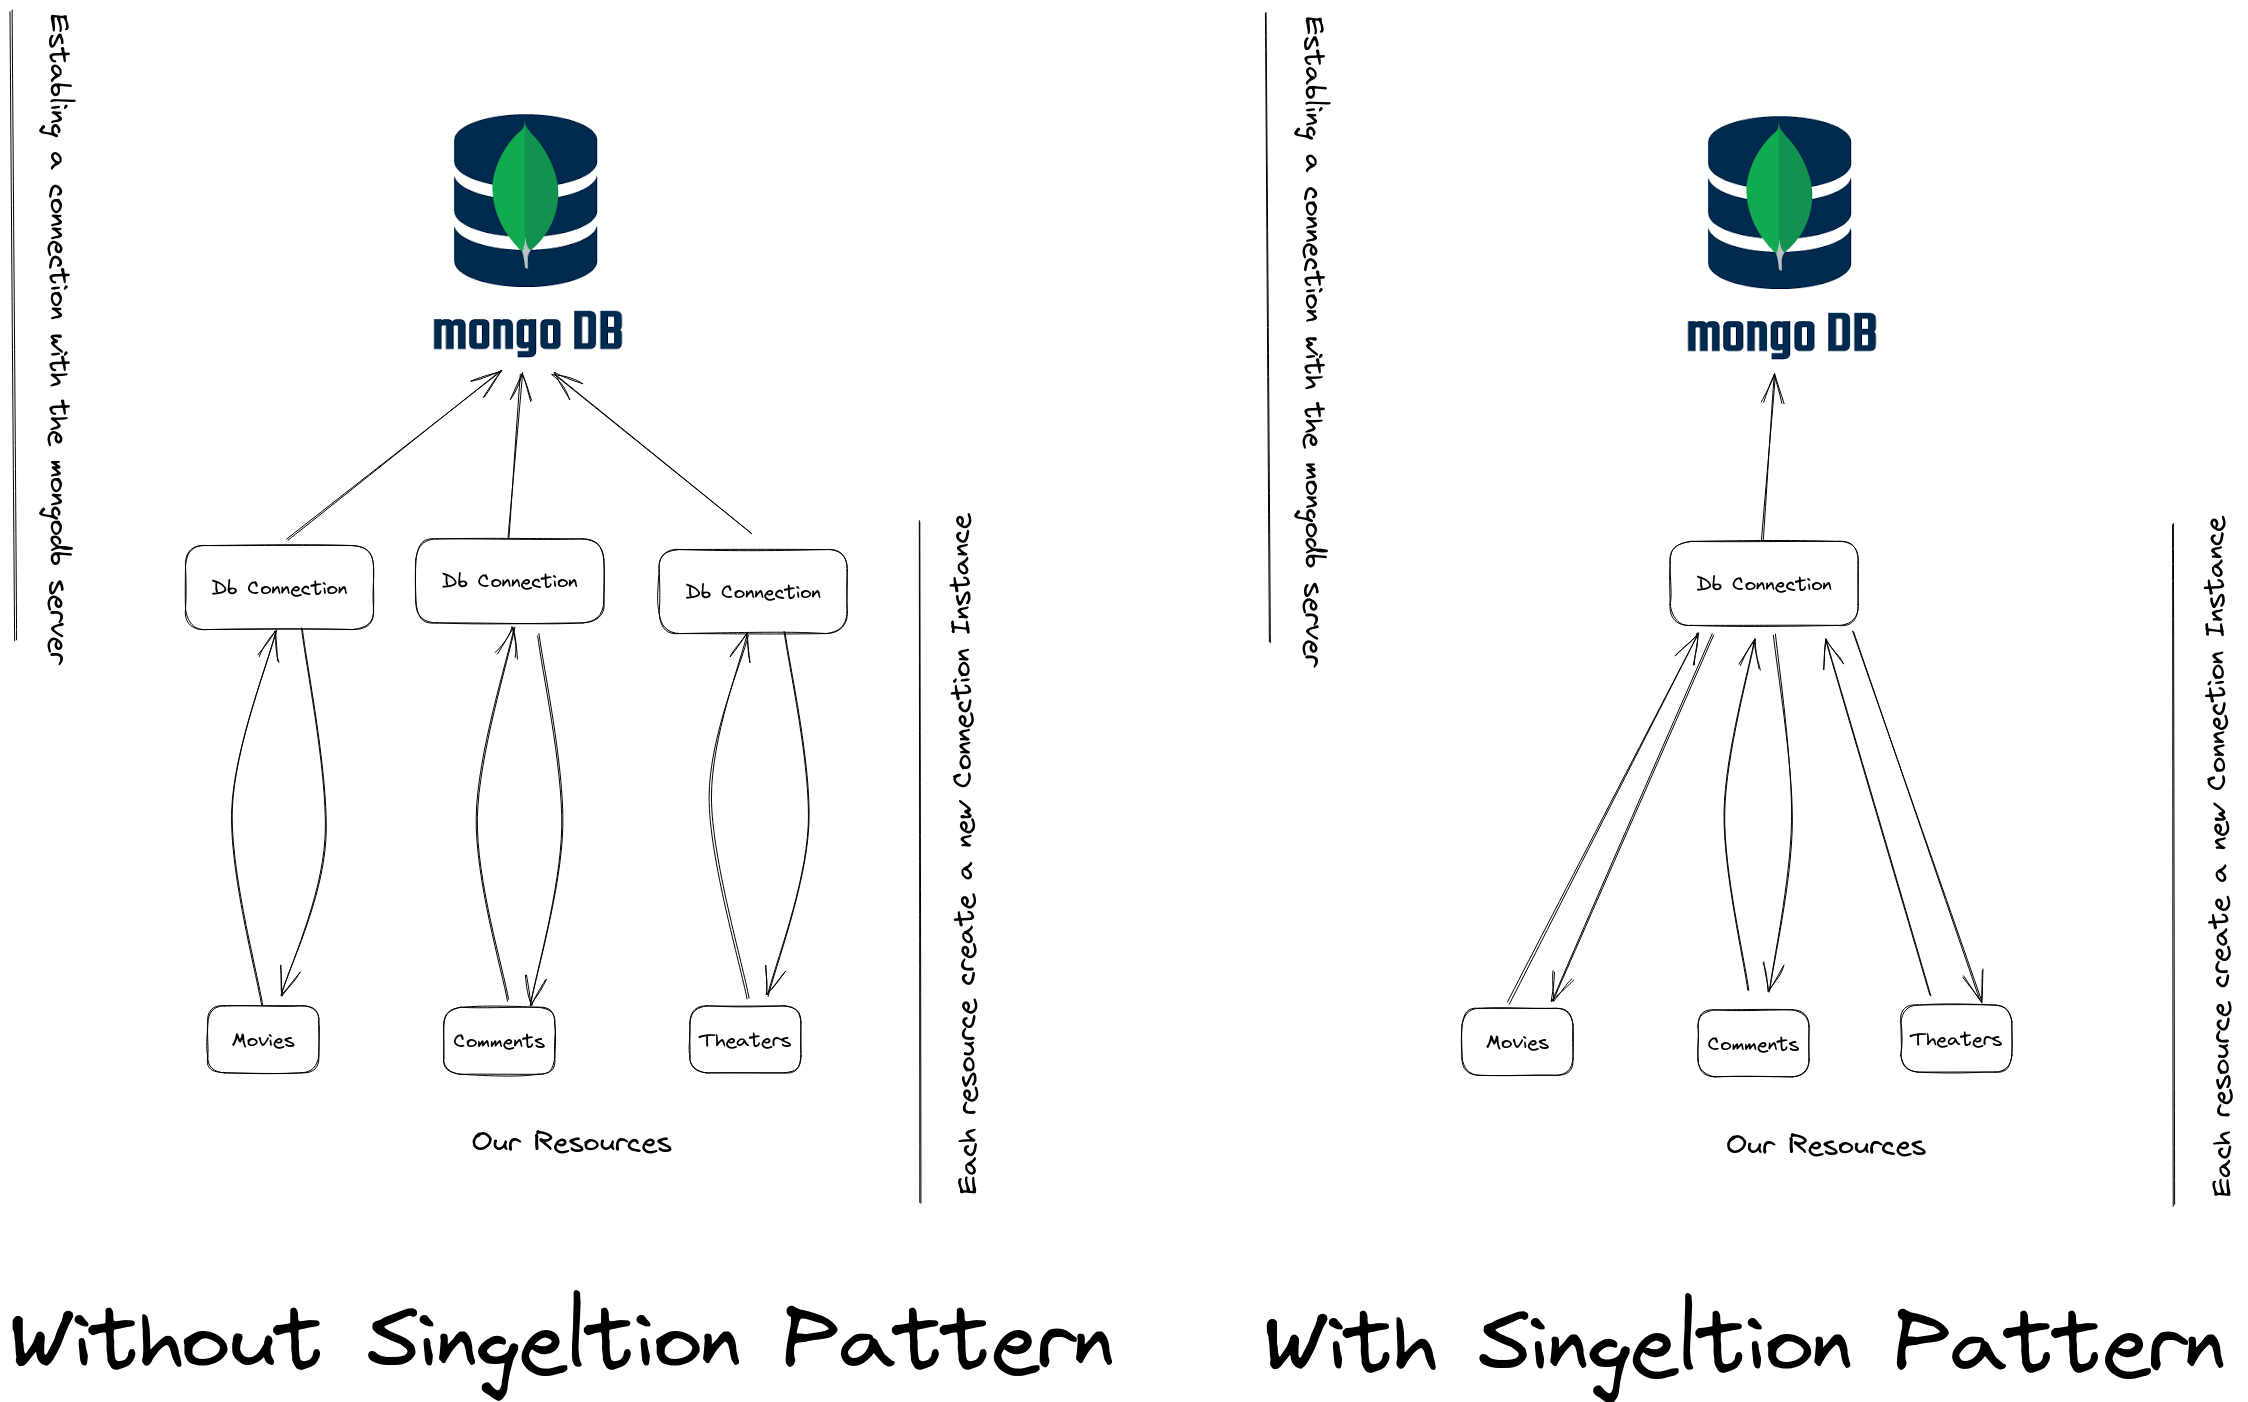 Establing a connection with the mongodb server
mongo DB
Db Connection
Db Connection
Db Connection
Each resource create a new Connection Instance
Movies
Comments
Theaters
Our Resources
Without Singeltion Pattern
Establing a connection with the mongodb server
mongo DB
Db Connection
Each resource create a new Connection Instance
Movies
Comments
Theaters
Our Resources
With Singeltion Pattern